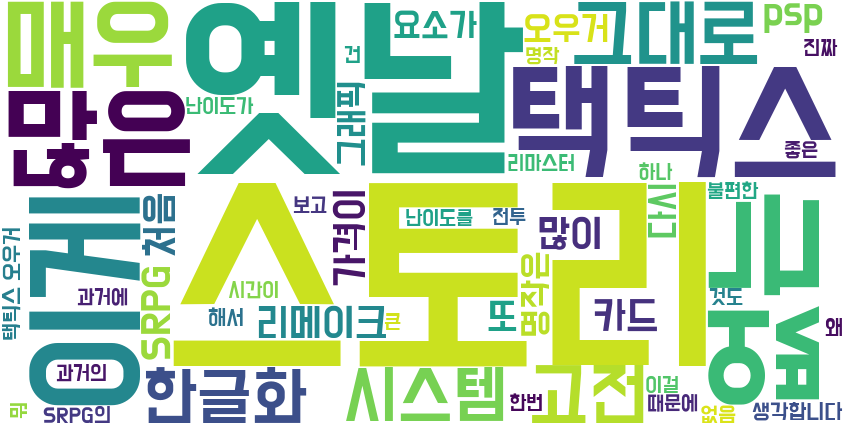 매우
옛날
요소가
오우거
그대로
psp
건
명작
진짜
많은
난이도가
그래픽
택틱스
리마스터
좋은
하나
불편한
이게
처음
보고
가격이
난이도를
전투
많이
다시
그냥
스토리
택틱스 오우거
과거에
SRPG
시간이
명작은
것도
해서
리메이크
큰
또
카드
왜
과거의
한글화
시스템
고전
이걸
뭐
SRPG의
한번
때문에
없음
생각합니다